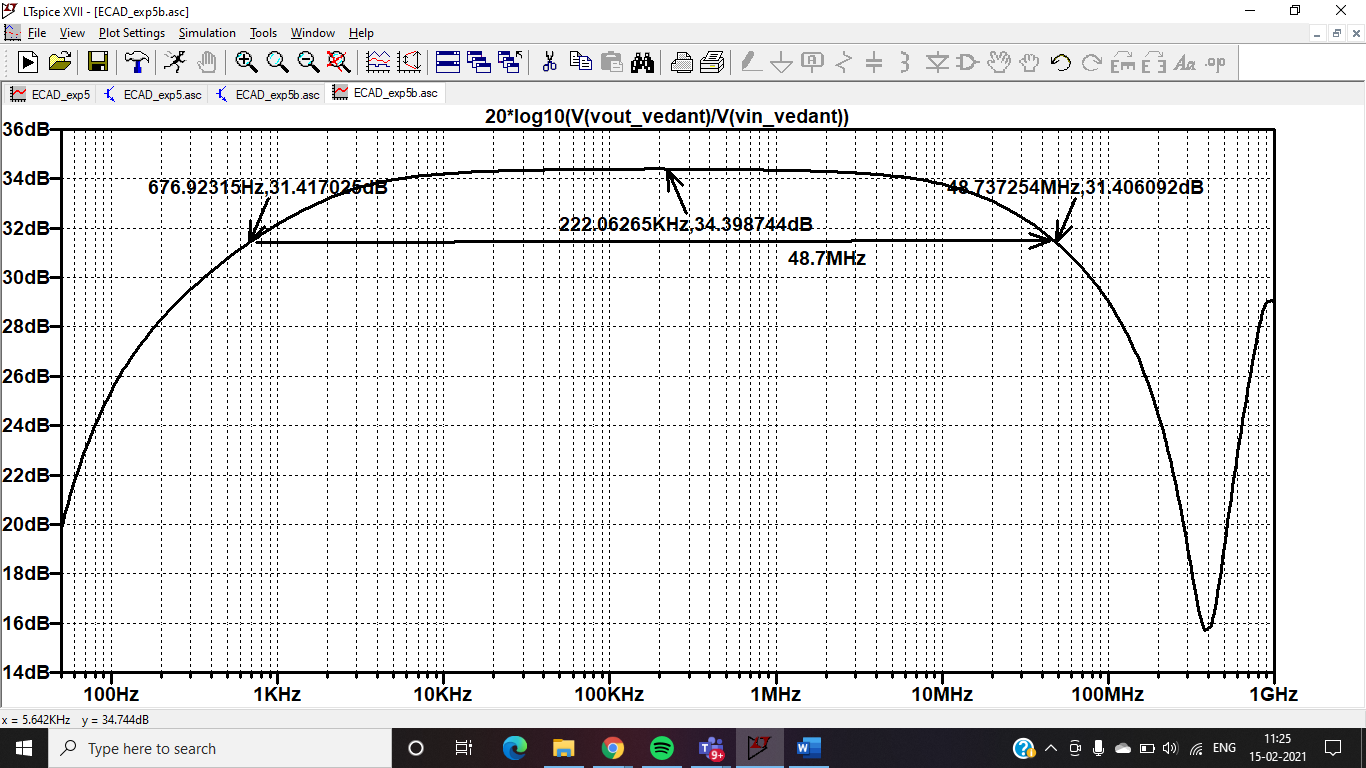 LTspice XVII - [ECAD_exp5b.asc]
File View Plot Settings Simulation Tools Window Help
.op
ECAD_exp5 ECAD_exp5.asc ECAD_exp5b.asc ECAD_exp5b.asc
20*log10(V(vout_vedant)/V(vin_vedant))
36dB
34dB
676.92315Hz,31.417025dB
48.737254MHz,31.406092dB
222.06265KHz,34.398744dB
32dB
48.7MHz
30dB
28dB
26dB
24dB
22dB
20dB
18dB
16dB
14dB
100Hz 1KHz 10KHz 100KHz 1MHz 10MHz 100MHz 1GHz
x = 5.642KHz y = 34.744dB
Type here to search
9+
ENG
11:25
15-02-2021